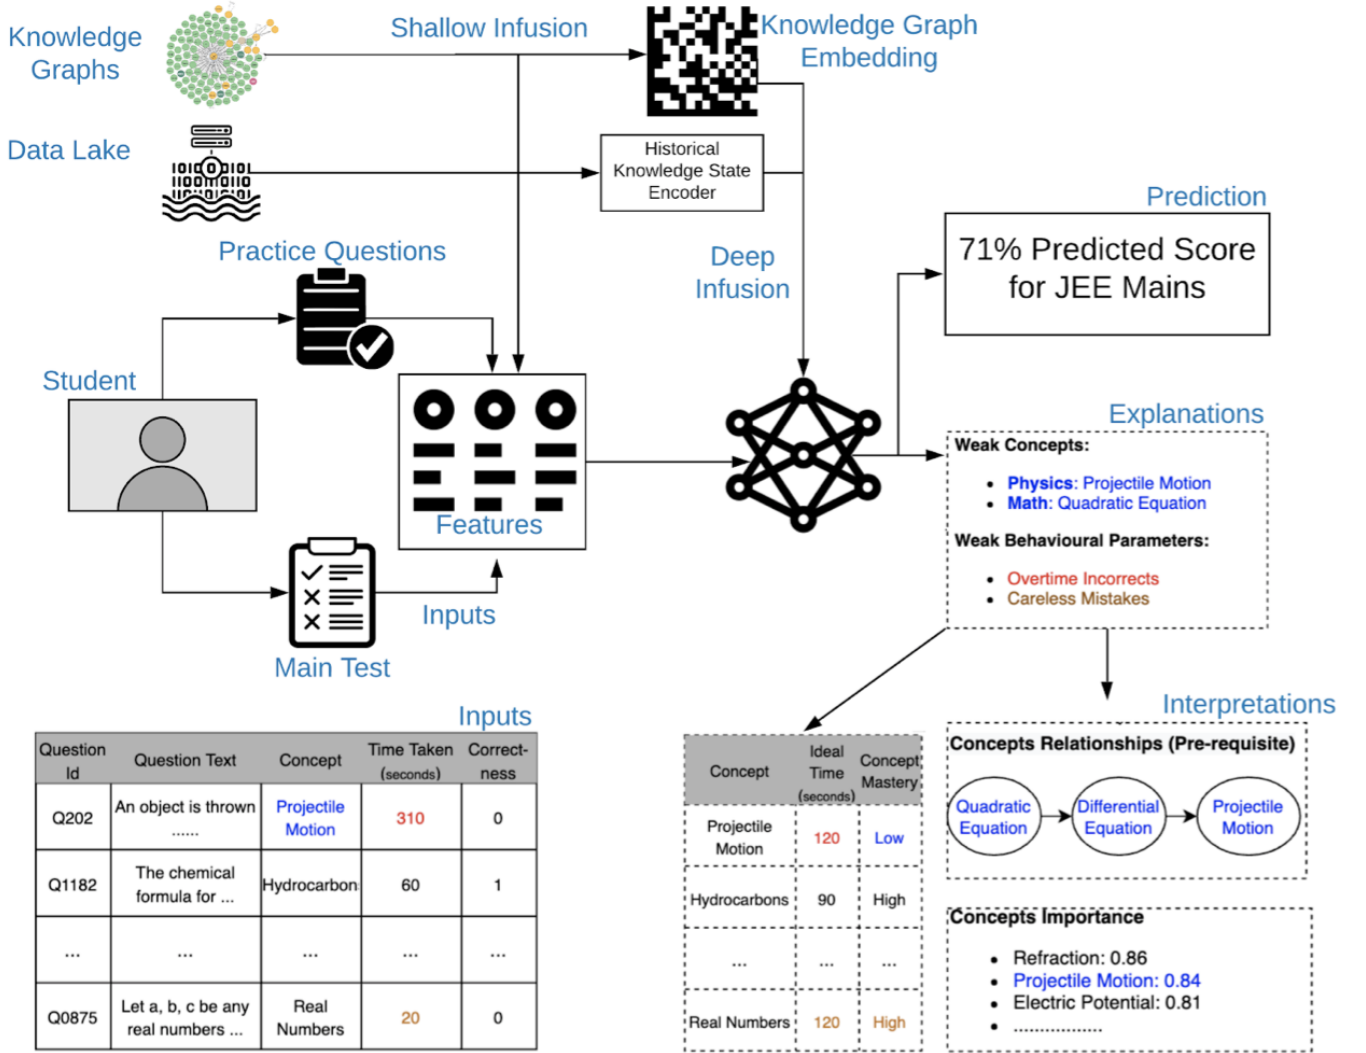 Knowledge
Graphs
Shallow Infusion
Knowledge Graph
Embedding
Data Lake
Historical
Knowledge State
Encoder
Practice Questions
Deep
Infusion
Prediction
71% Predicted Score
for JEE Mains
Student
Features
Inputs
Main Test
Explanations
Weak Concepts:
• Physics: Projectile Motion
• Math: Quadratic Equation
Weak Behavioural Parameters:
• Overtime Incorrects
• Careless Mistakes
Inputs
Question
Id
Question Text
Concept
Time Taken
(seconds)
Correct-
ness
Q202
An object is thrown
......
Projectile
Motion
310
0
Q1182
The chemical
formula for ...
Hydrocarbon
60
1
...
...
...
...
...
Q0875
Let a, b, c be any
real numbers ...
Real
Numbers
20
0
Concept
Ideal
Time
(seconds)
Concept
Mastery
Projectile
Motion
120
Low
Hydrocarbons
90
High
...
...
...
Real Numbers
120
High
Interpretations
Concepts Relationships (Pre-requisite)
Quadratic
Equation
Differential
Equation
Projectile
Motion
Concepts Importance
• Refraction: 0.86
• Projectile Motion: 0.84
• Electric Potential: 0.81
• .................